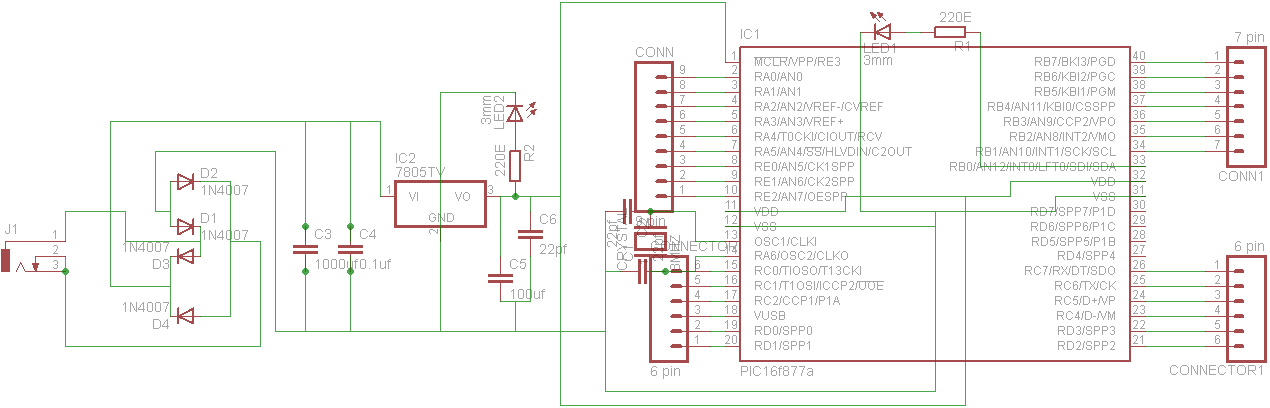 J1
1
2
3
D2
1N4007
D1
1N4007
1N4007
D3
1N4007
D4
C3
1000uf
C4
0.1uf
IC2
7805TV
1
VI
VO
3
GND
2
3mm
LED2
220E
R2
C6
22pf
C5
100uf
CONN
9
8
7
6
5
4
3
2
1
9 pin
22pf
CRYSTAL
CONNECTOR
6
5
4
3
2
1
6 pin
IC1
LED1
3mm
220E
R1
1 MCLR/VPP/RE3
2 RA0/AN0
3 RA1/AN1
4 RA2/AN2/VREF-/CVREF
5 RA3/AN3/VREF+
6 RA4/T0CKI/CIOUT/RCV
7 RA5/AN4/SS/HLVDIN/C2OUT
8 RE0/AN5/CK1SPP
9 RE1/AN6/CK2SPP
10 RE2/AN7/OESPP
11 VDD
12 VSS
13 OSC1/CLKI
14 RA6/OSC2/CLKO
15 RC0/TIOSO/T13CKI
16 RC1/T1OSI/ICCP2/UOE
17 RC2/CCP1/P1A
18 VUSB
19 RD0/SPP0
20 RD1/SPP1
PIC16f877a
RB7/BKI3/PGD 40
RB6/KBI2/PGC 39
RB5/KBI1/PGM 38
RB4/AN11/KBI0/CSSPP 37
RB3/AN9/CCP2/VPO 36
RB2/AN8/INT2/VMO 35
RB1/AN10/INT1/SCK/SCL 34
RB0/AN12/INT0/LFT0/SDI/SDA 33
VDD 32
VSS 31
RD7/SPP7/P1D 30
RD6/SPP6/P1C 29
RD5/SPP5/P1B 28
RD4/SPP4 27
RC7/RX/DT/SDO 26
RC6/TX/CK 25
RC5/D+/VP 24
RC4/D-/VM 23
RD3/SPP3 22
RD2/SPP2 21
7 pin
1
2
3
4
5
6
7
CONN1
6 pin
1
2
3
4
5
6
CONNECTOR1